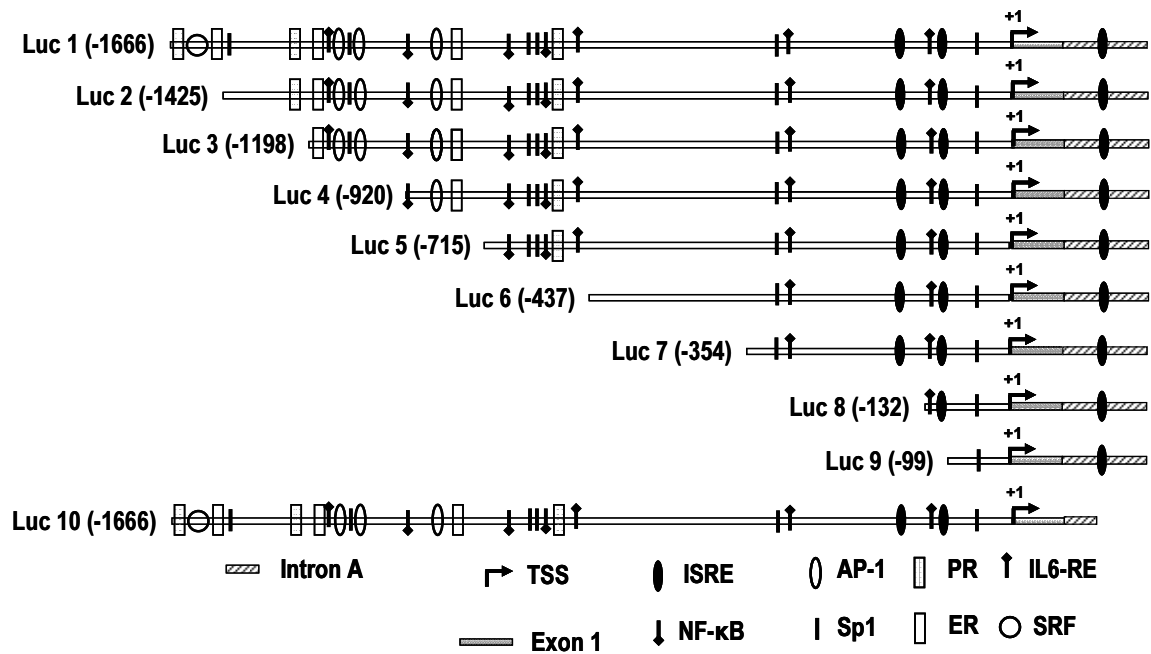 +1
Luc 1 (-1666)
+1
Luc 2 (-1425)
+1
Luc 3 (-1198)
+1
Luc 4 (-920)
+1
Luc 5 (-715)
+1
Luc 6 (-437)
+1
Luc 7 (-354)
+1
Luc 8 (-132)
+1
Luc 9 (-99)
+1
Luc 10 (-1666)
Intron A TSS ISRE AP-1 PR IL6-RE
Exon 1 NF-κB Sp1 ER SRF